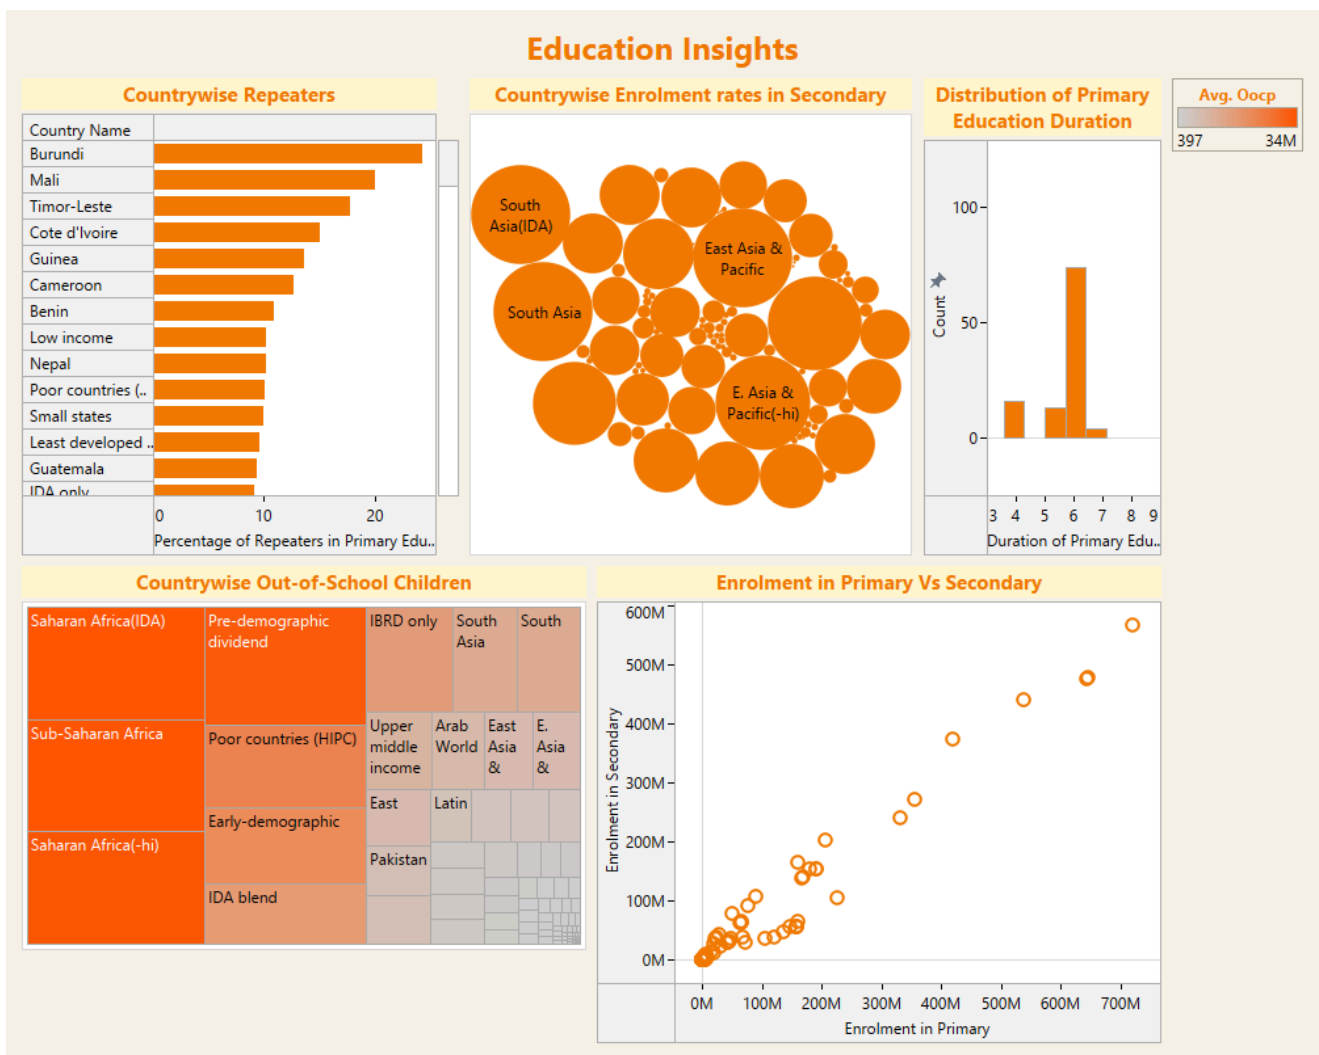 Education Insights
Countrywise Repeaters
Country Name
Burundi
Mali
Timor-Leste
Cote d'Ivoire
Guinea
Cameroon
Benin
Low income
Nepal
Poor countries (..
Small states
Least developed ..
Guatemala
IDA only
0 10 20
Percentage of Repeaters in Primary Edu..
Countrywise Enrolment rates in Secondary
South
Asia(IDA)
East Asia &
Pacific
South Asia
E. Asia &
Pacific(-hi)
Distribution of Primary
Education Duration
100
50
0
Count
3 4 5 6 7 8 9
Duration of Primary Edu..
Avg. Oocp
397 34M
Countrywise Out-of-School Children
Saharan Africa(IDA)
Sub-Saharan Africa
Saharan Africa(-hi)
Pre-demographic
dividend
Poor countries (HIPC)
Early-demographic
IDA blend
IBRD only
South
Asia
South
Upper
middle
income
Arab
World
East
Asia
&
E.
Asia
&
East
Latin
Pakistan
Enrolment in Primary Vs Secondary
600M
500M
400M
300M
200M
100M
0M
Enrolment in Secondary
0M 100M 200M 300M 400M 500M 600M 700M
Enrolment in Primary